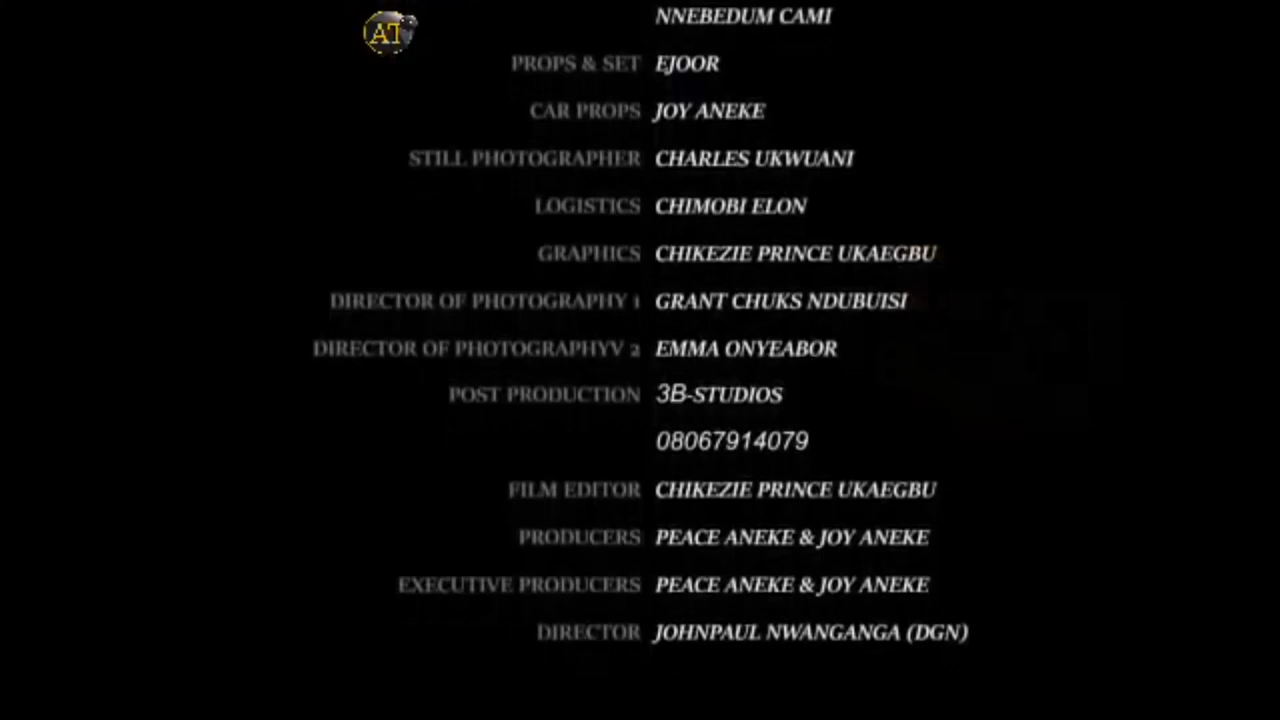 NNEBEDUM CAMI
AT
PROPS & SET EJOOR
CAR PROPS JOY ANEKE
STILL PHOTOGRAPHER CHARLES UKWUANI
LOGISTICS CHIMOBI ELON
GRAPHICS CHIKEZIE PRINCE UKAEGBU
DIRECTOR OF PHOTOGRAPHY 1 GRANT CHUKS NDUBUISI
DIRECTOR OF PHOTOGRAPHYV 2 EMMA ONYEABOR
POST PRODUCTION 3B-STUDIOS
08067914079
FILM EDITOR CHIKEZIE PRINCE UKAEGBU
PRODUCERS PEACE ANEKE & JOY ANEKE
EXECUTIVE PRODUCERS PEACE ANEKE & JOY ANEKE
DIRECTOR JOHNPAUL NWANGANGA (DGN)